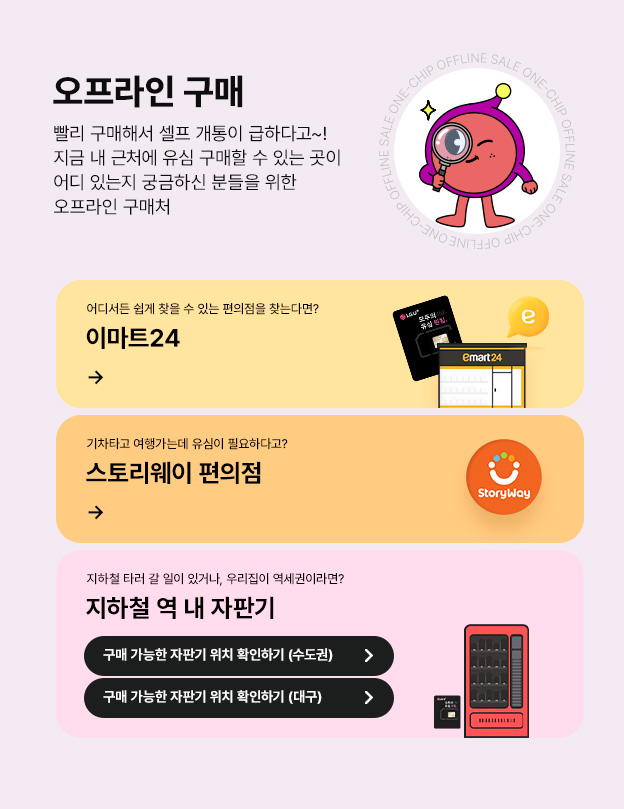 오프라인 구매
빨리 구매해서 셀프 개통이 급하다고~!
지금 내 근처에 유심 구매할 수 있는 곳이
어디 있는지 궁금하신 분들을 위한
오프라인 구매처
ONE-CHIP OFFLINE SALE ONE-CHIP OFFLINE SALE ONE-CHIP OFFLINE ONE-CHIP OFFLINE SALE
어디서든 쉽게 찾을 수 있는 편의점을 찾는다면?
이마트24
→
LG U+
모두의
유심 원칩.
e
emart24
기차타고 여행가는데 유심이 필요하다고?
스토리웨이 편의점
→
StoryWay
지하철 타러 갈 일이 있거나, 우리집이 역세권이라면?
지하철 역 내 자판기
구매 가능한 자판기 위치 확인하기 (수도권)
구매 가능한 자판기 위치 확인하기 (대구)